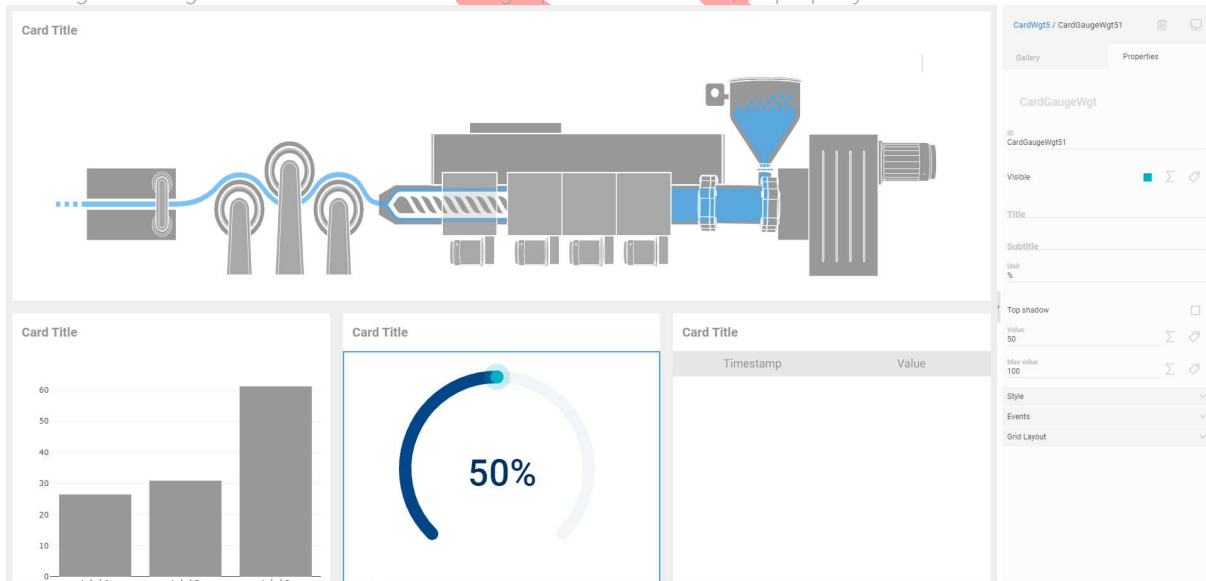 Card Title
CardWgt5 / CardGaugeWgt51
Gallery
Properties
CardGaugeWgt
ID
CardGaugeWgt51
Visible
Title
Subtitle
Unit
%
Top shadow
Value
50
Max value
100
Style
Events
Grid Layout
Card Title
60
50
40
30
20
10
0
Card Title
50%
Card Title
Timestamp Value